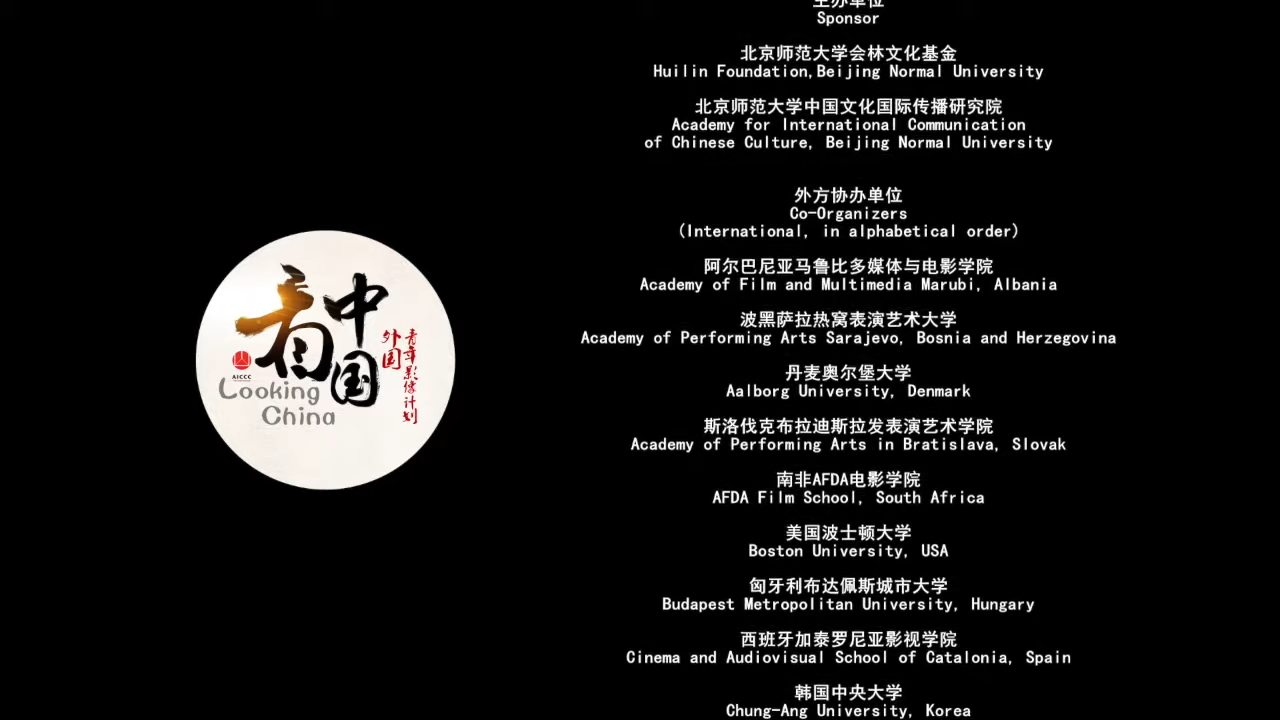 看中国
外国
青年影像计划
AICCC
Looking
China
主办单位
Sponsor
北京师范大学会林文化基金
Huilin Foundation,Beijing Normal University
北京师范大学中国文化国际传播研究院
Academy for International Communication
of Chinese Culture, Beijing Normal University
外方协办单位
Co-Organizers
(International, in alphabetical order)
阿尔巴尼亚马鲁比多媒体与电影学院
Academy of Film and Multimedia Marubi, Albania
波黑萨拉热窝表演艺术大学
Academy of Performing Arts Sarajevo, Bosnia and Herzegovina
丹麦奥尔堡大学
Aalborg University, Denmark
斯洛伐克布拉迪斯拉发表演艺术学院
Academy of Performing Arts in Bratislava, Slovak
南非AFDA电影学院
AFDA Film School, South Africa
美国波士顿大学
Boston University, USA
匈牙利布达佩斯城市大学
Budapest Metropolitan University, Hungary
西班牙加泰罗尼亚影视学院
Cinema and Audiovisual School of Catalonia, Spain
韩国中央大学
Chung-Ang University, Korea